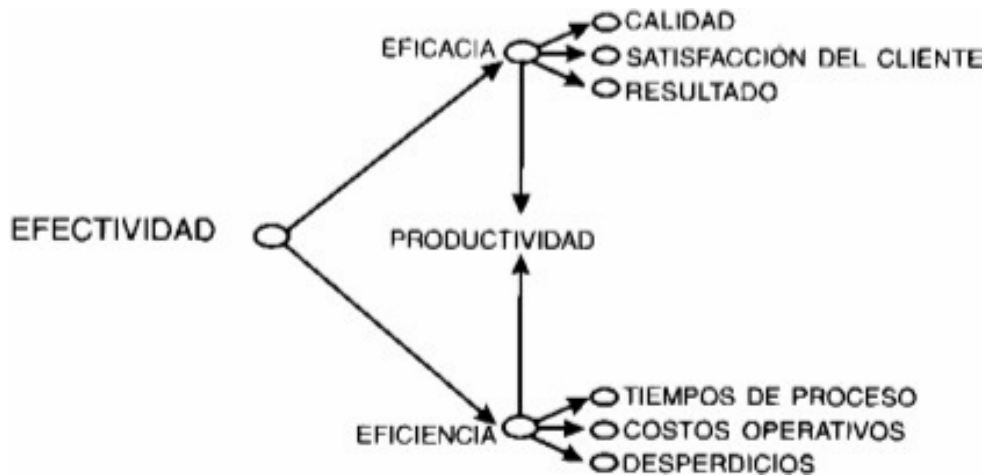 CALIDAD
EFICACIA
SATISFACCIÓN DEL CLIENTE
RESULTADO
EFECTIVIDAD
PRODUCTIVIDAD
TIEMPOS DE PROCESO
EFICIENCIA
COSTOS OPERATIVOS
DESPERDICIOS